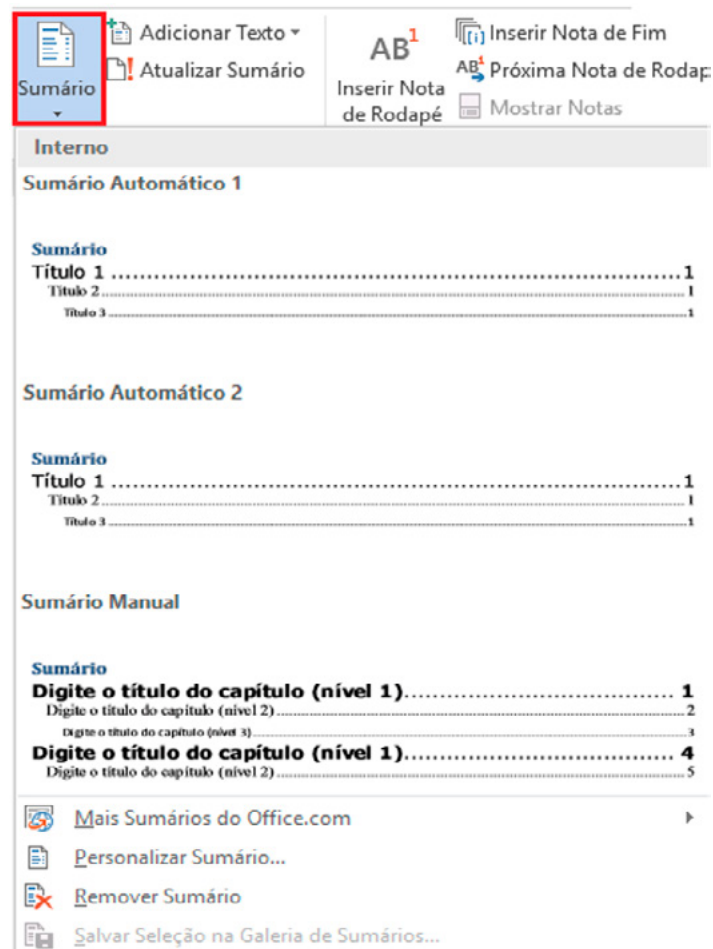 Sumário
Adicionar Texto
Atualizar Sumário
AB1
Inserir Nota
de Rodapé
[i] Inserir Nota de Fim
AB1 Próxima Nota de Rodap
Mostrar Notas
Interno
Sumário Automático 1
Sumário
Título 1 ........................................................................1
Título 2........................................................................1
Título 3........................................................................1
Sumário Automático 2
Sumário
Título 1 ........................................................................1
Título 2........................................................................1
Título 3........................................................................1
Sumário Manual
Sumário
Digite o título do capítulo (nível 1)................................. 1
Digite o título do capítulo (nível 2)................................. 2
Digite o título do capítulo (nível 3)................................. 3
Digite o título do capítulo (nível 1)................................. 4
Digite o título do capítulo (nível 2)................................. 5
Mais Sumários do Office.com
Personalizar Sumário...
Remover Sumário
Salvar Seleção na Galeria de Sumários...